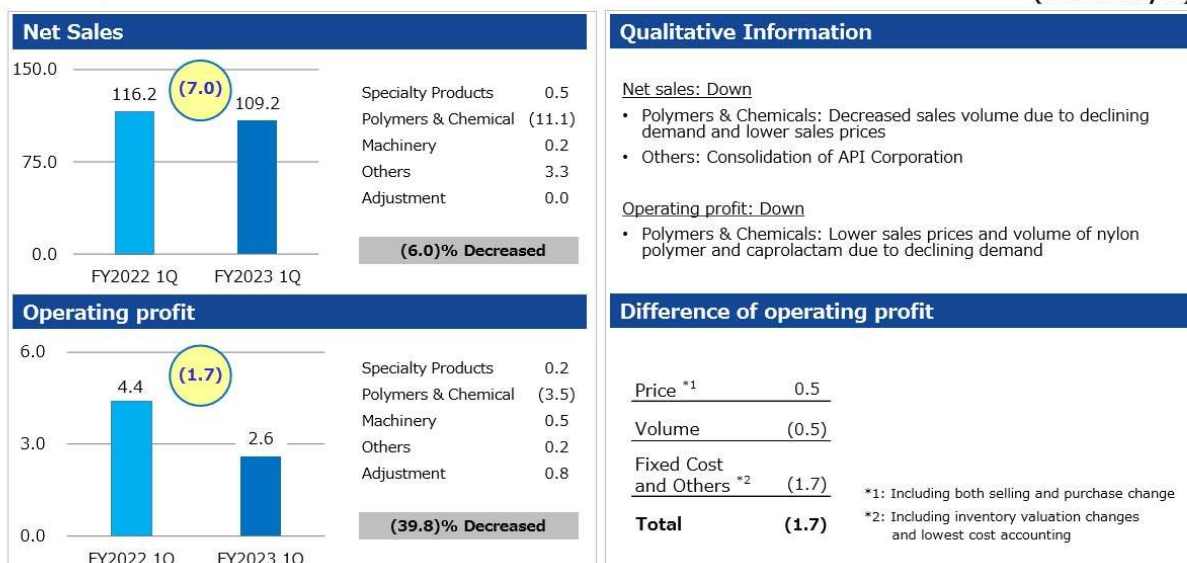 Net Sales
150.0
75.0
0.0
116.2
(7.0)
109.2
FY2022 1Q
FY2023 1Q
Specialty Products 0.5
Polymers & Chemical (11.1)
Machinery 0.2
Others 3.3
Adjustment 0.0
(6.0)% Decreased
Qualitative Information
Net sales: Down
• Polymers & Chemicals: Decreased sales volume due to declining
demand and lower sales prices
• Others: Consolidation of API Corporation
Operating profit: Down
• Polymers & Chemicals: Lower sales prices and volume of nylon
polymer and caprolactam due to declining demand
Operating profit
6.0
3.0
0.0
4.4
(1.7)
2.6
FY2022 1Q
FY2023 1Q
Specialty Products 0.2
Polymers & Chemical (3.5)
Machinery 0.5
Others 0.2
Adjustment 0.8
(39.8)% Decreased
Difference of operating profit
Price *1 0.5
Volume (0.5)
Fixed Cost
and Others *2 (1.7)
Total (1.7)
*1: Including both selling and purchase change
*2: Including inventory valuation changes
and lowest cost accounting